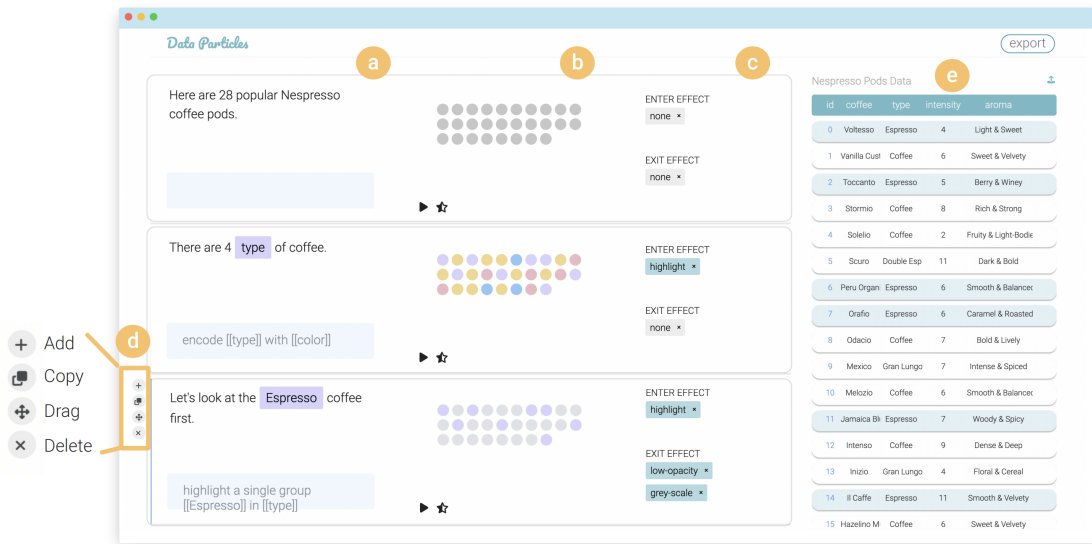 Data Particles
export
a
b
c
e
Here are 28 popular Nespresso
coffee pods.
ENTER EFFECT
none ×
EXIT EFFECT
none ×
There are 4 type of coffee.
encode [[type]] with [[color]]
ENTER EFFECT
highlight ×
EXIT EFFECT
none ×
d
+ Add
Copy
Drag
× Delete
Let's look at the Espresso coffee
first.
highlight a single group
[[Espresso]] in [[type]]
ENTER EFFECT
highlight ×
EXIT EFFECT
low-opacity ×
grey-scale ×
Nespresso Pods Data
id coffee type intensity aroma
0 Voltesso Espresso 4 Light & Sweet
1 Vanilla Cust Coffee 6 Sweet & Velvety
2 Toccanto Espresso 5 Berry & Winey
3 Stormio Coffee 8 Rich & Strong
4 Solelio Coffee 2 Fruity & Light-Bodie
5 Scuro Double Esp 11 Dark & Bold
6 Peru Organi Espresso 6 Smooth & Balanced
7 Orafio Espresso 6 Caramel & Roasted
8 Odacio Coffee 7 Bold & Lively
9 Mexico Gran Lungo 7 Intense & Spiced
10 Melozio Coffee 6 Smooth & Balanced
11 Jamaica Bl Espresso 7 Woody & Spicy
12 Intenso Coffee 9 Dense & Deep
13 Inizio Gran Lungo 4 Floral & Cereal
14 Il Caffe Espresso 11 Smooth & Velvety
15 Hazelino M Coffee 6 Sweet & Velvety